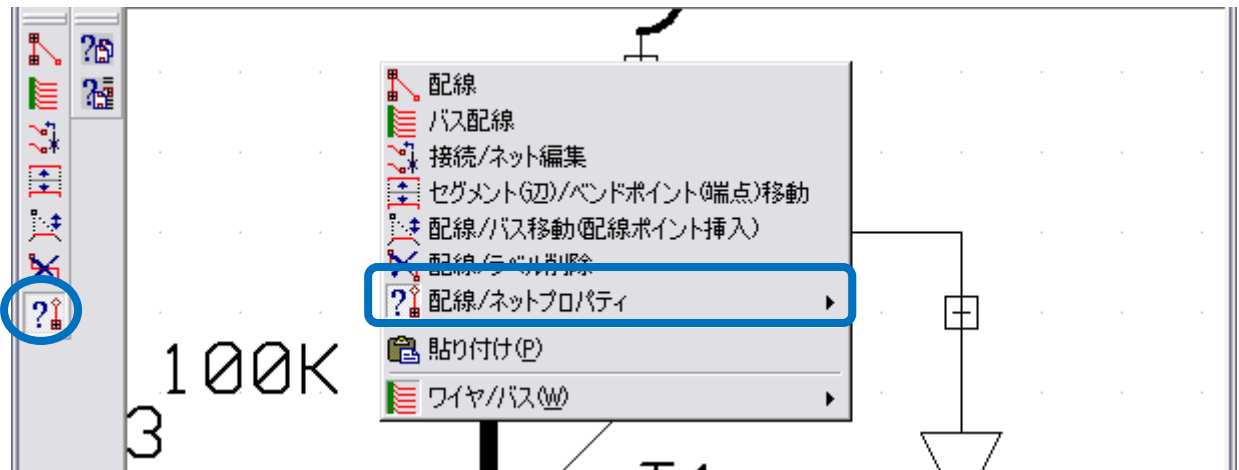 配線
バス配線
接続/ネット編集
セグメント(辺)/ベンドポイント(端点)移動
配線/バス移動(配線ポイント挿入)
配線/ラベル削除
配線/ネットプロパティ
貼り付け(P)
ワイヤ/バス(W)
100K
3